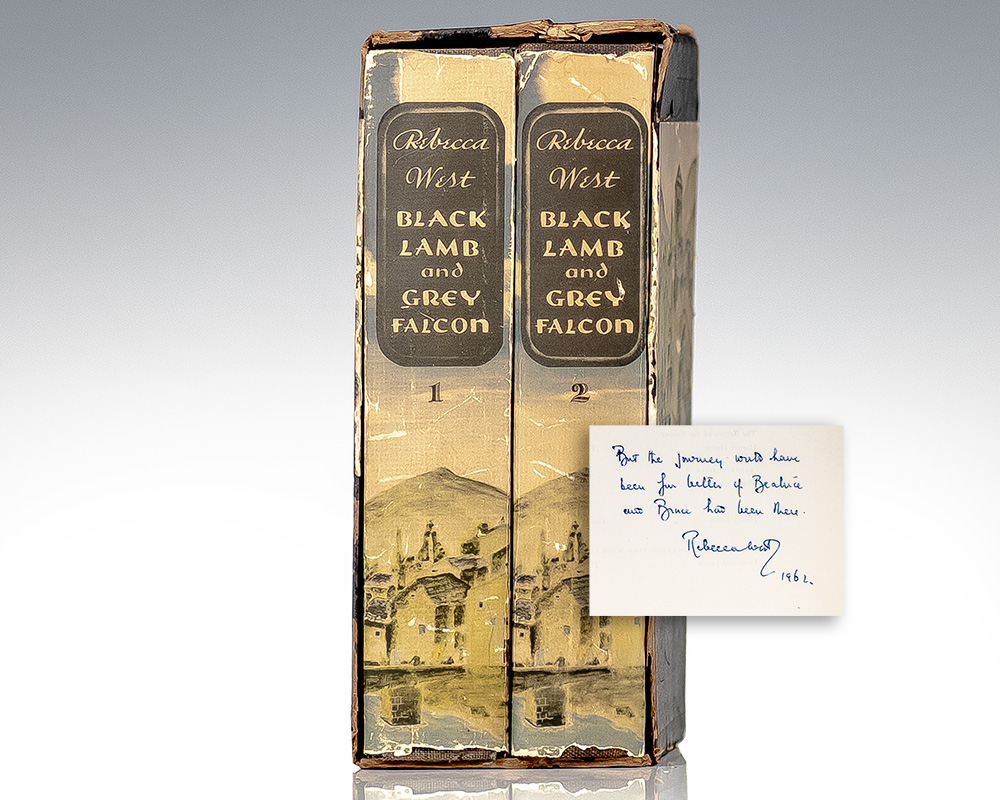 Rebecca
West
BLACK
LAMB
and
GREY
FALCON
1
Rebecca
West
BLACK
LAMB
and
GREY
FALCON
2
But the journey would have
been far better if Beatrice
and Bruce had been there.
Rebecca West
1962.